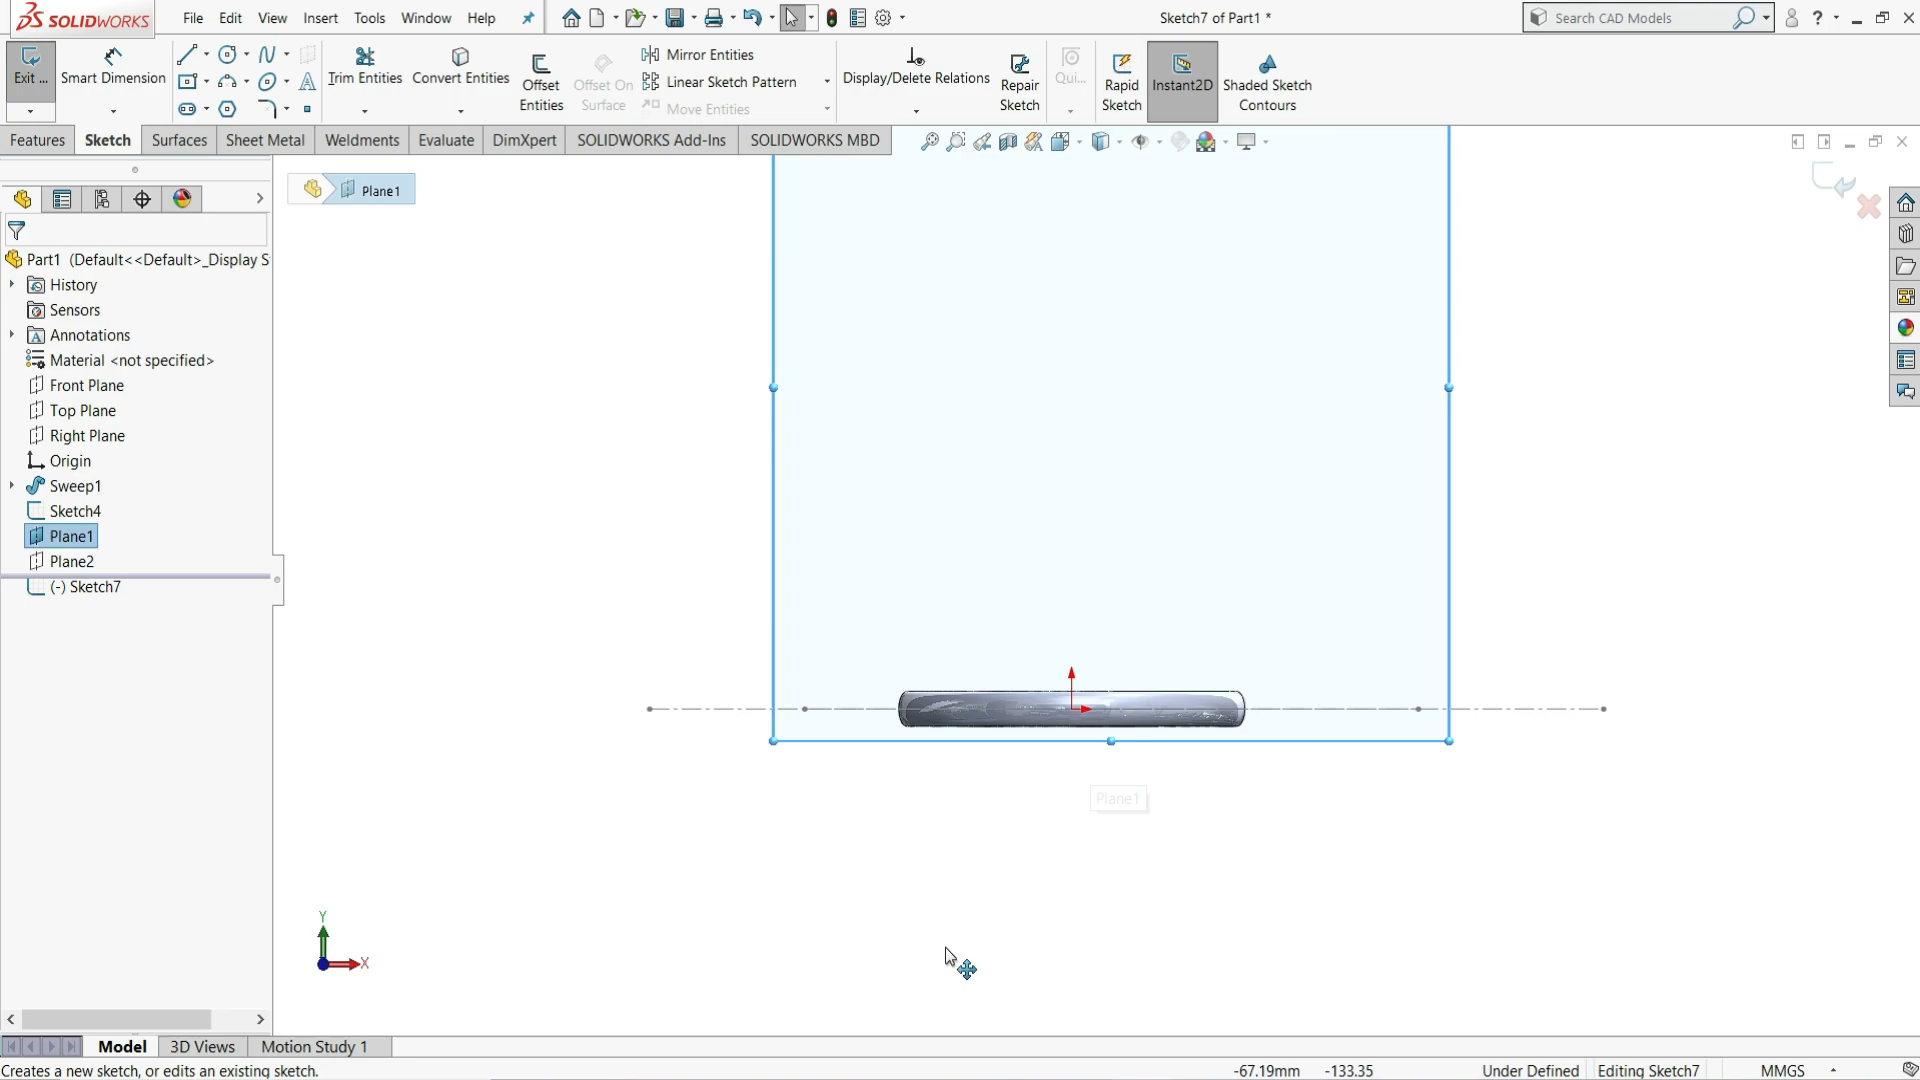 SOLIDWORKS File Edit View Insert Tools Window Help Sketch7 of Part1 * Search CAD Models ?
Exit ... Smart Dimension Trim Entities Convert Entities Offset Entities Offset On Surface Mirror Entities Linear Sketch Pattern Move Entities Display/Delete Relations Repair Sketch Qui... Rapid Sketch Instant2D Shaded Sketch Contours
Features Sketch Surfaces Sheet Metal Weldments Evaluate DimXpert SOLIDWORKS Add-Ins SOLIDWORKS MBD
Plane1
Part1 (Default<<Default>_Display S
History
Sensors
Annotations
Material <not specified>
Front Plane
Top Plane
Right Plane
Origin
Sweep1
Sketch4
Plane1
Plane2
(-) Sketch7
Plane1
Y
X
Model 3D Views Motion Study 1
Creates a new sketch, or edits an existing sketch. -67.19mm -133.35 Under Defined Editing Sketch7 MMGS